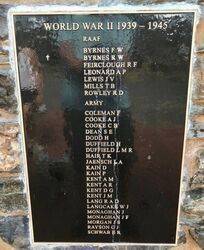 WORLD WAR II 1939 - 1945
RAAF
BYRNES F W
BYRNES K W
FEIRCLOUGH R F
LEONARD A P
LEWIS J V
MILLS T B
ROWLEY R D
ARMY
COLEMAN F
COOKE A J
COOKE C B
DEAN S E
DODD H
DUFFIELD H
DUFFIELD L M R
HAIR T K
JAENSCH L A
KAIN D
KAIN P
KENT A M
KENT A R
KENT D G
KENT J M
LANG R A D
LANGCAKE W J
MONAGHAN J
MONAGHAN J F
MORGAN J S
RAYSON G J
SCHWAB R